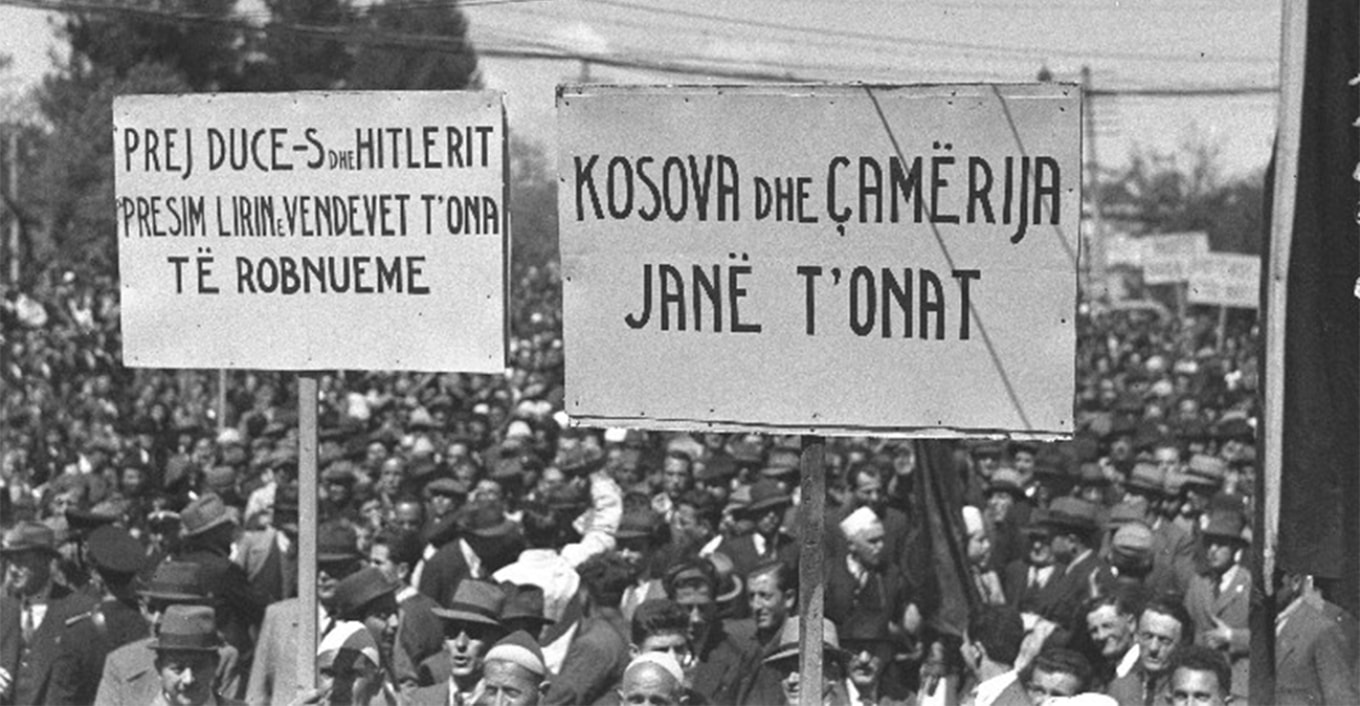 PREJ DUCE-S DHE HITLERIT
PRESIM LIRIN E VENDEVET T'ONA
TË ROBNUEME
KOSOVA DHE ÇAMËRIJA
JANË T'ONAT